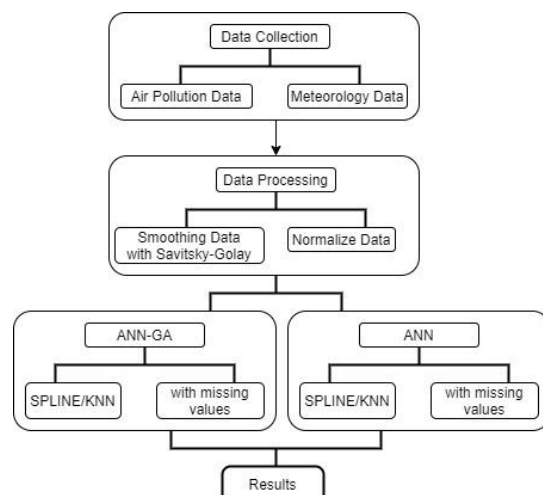 Data Collection
Air Pollution Data
Meteorology Data
Data Processing
Smoothing Data
with Savitsky-Golay
Normalize Data
ANN-GA
SPLINE/KNN
with missing
values
ANN
SPLINE/KNN
with missing
values
Results